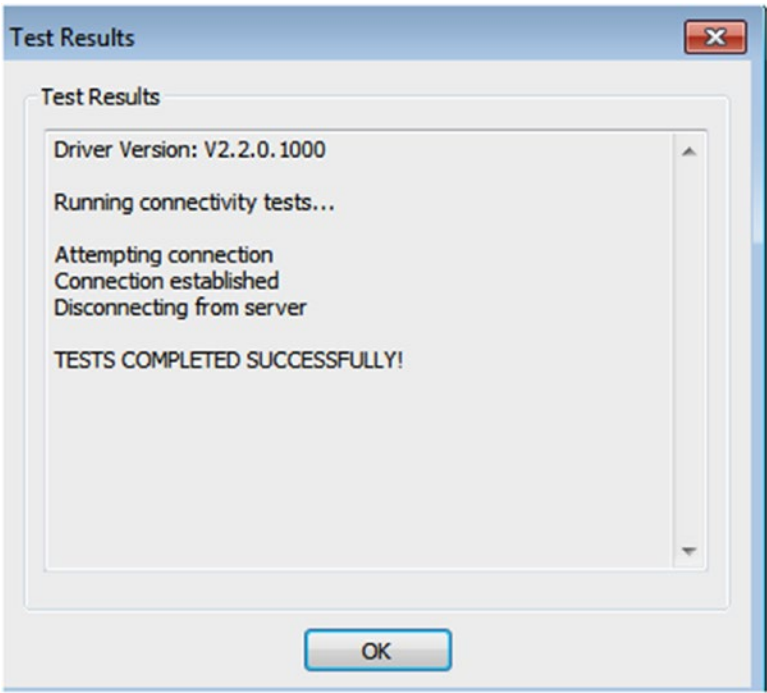 Test Results
Test Results
Driver Version: V2.2.0.1000
Running connectivity tests...
Attempting connection
Connection established
Disconnecting from server
TESTS COMPLETED SUCCESSFULLY!
OK